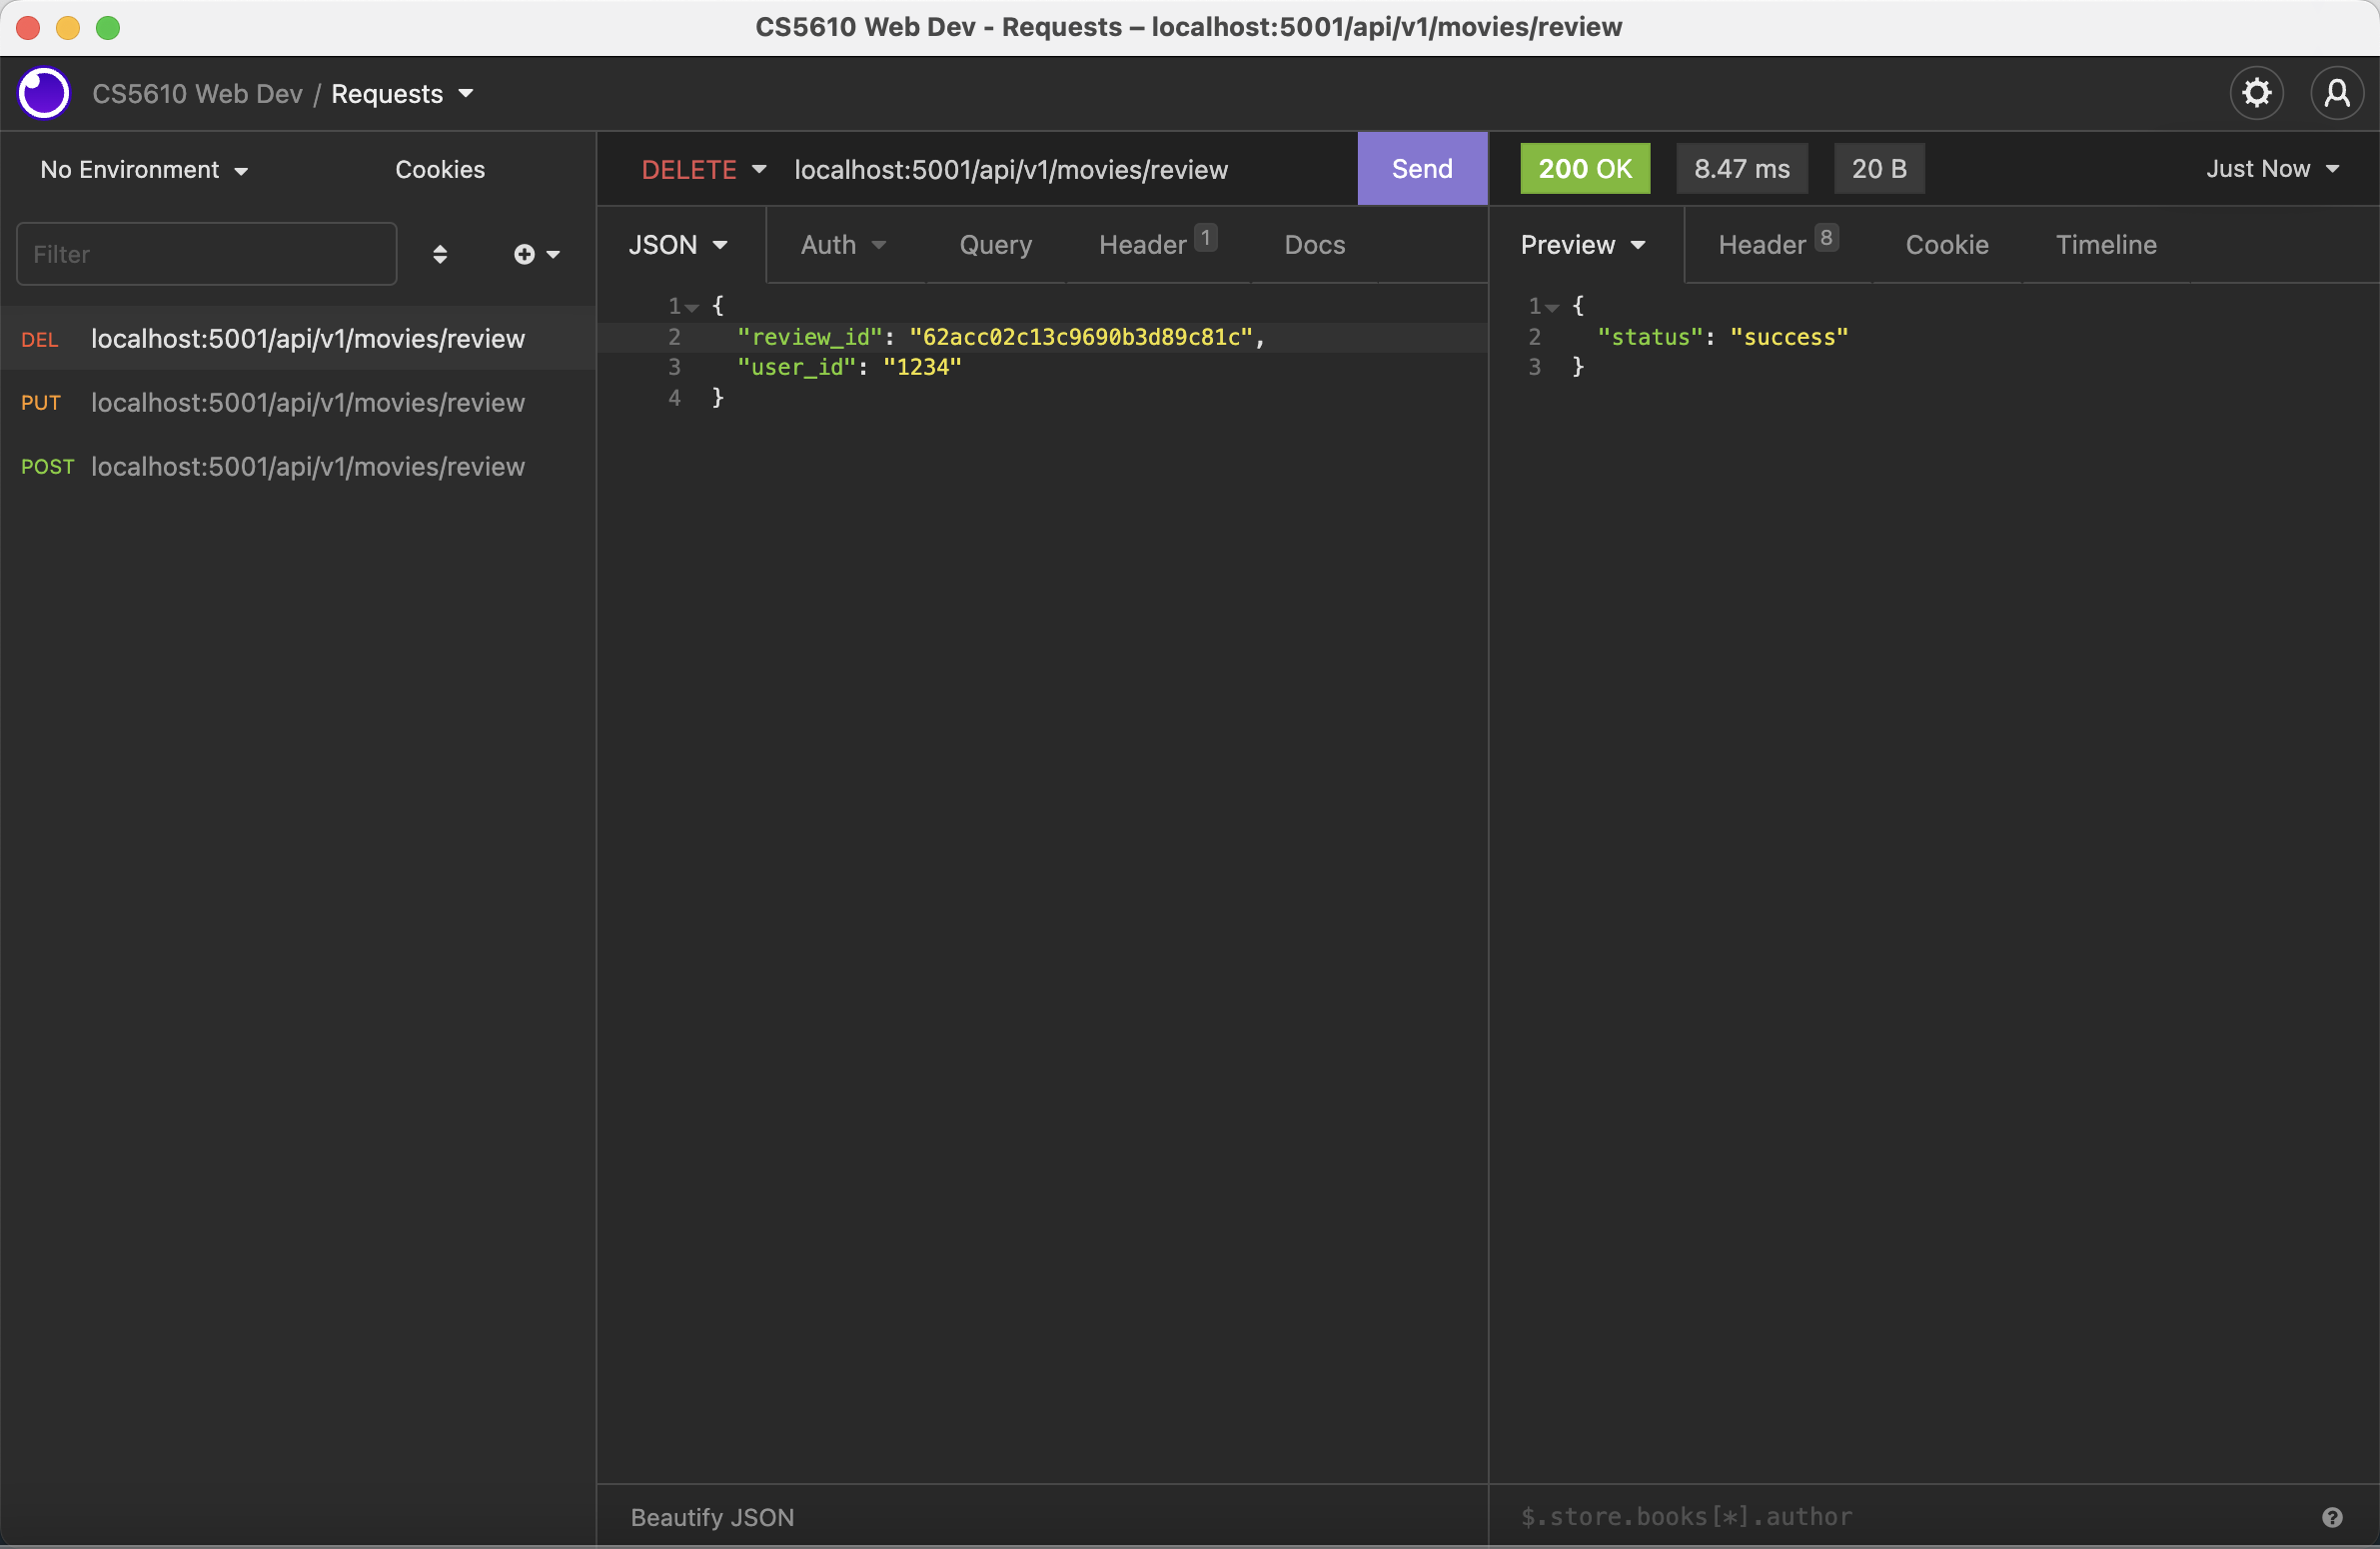 CS5610 Web Dev - Requests – localhost:5001/api/v1/movies/review
CS5610 Web Dev / Requests
No Environment
Cookies
Filter
DEL localhost:5001/api/v1/movies/review
PUT localhost:5001/api/v1/movies/review
POST localhost:5001/api/v1/movies/review
DELETE localhost:5001/api/v1/movies/review Send
JSON Auth Query Header 1 Docs
1 {
2 "review_id": "62acc02c13c9690b3d89c81c",
3 "user_id": "1234"
4 }
Beautify JSON
200 OK 8.47 ms 20 B Just Now
Preview Header 8 Cookie Timeline
1 {
2 "status": "success"
3 }
$.store.books[*].author